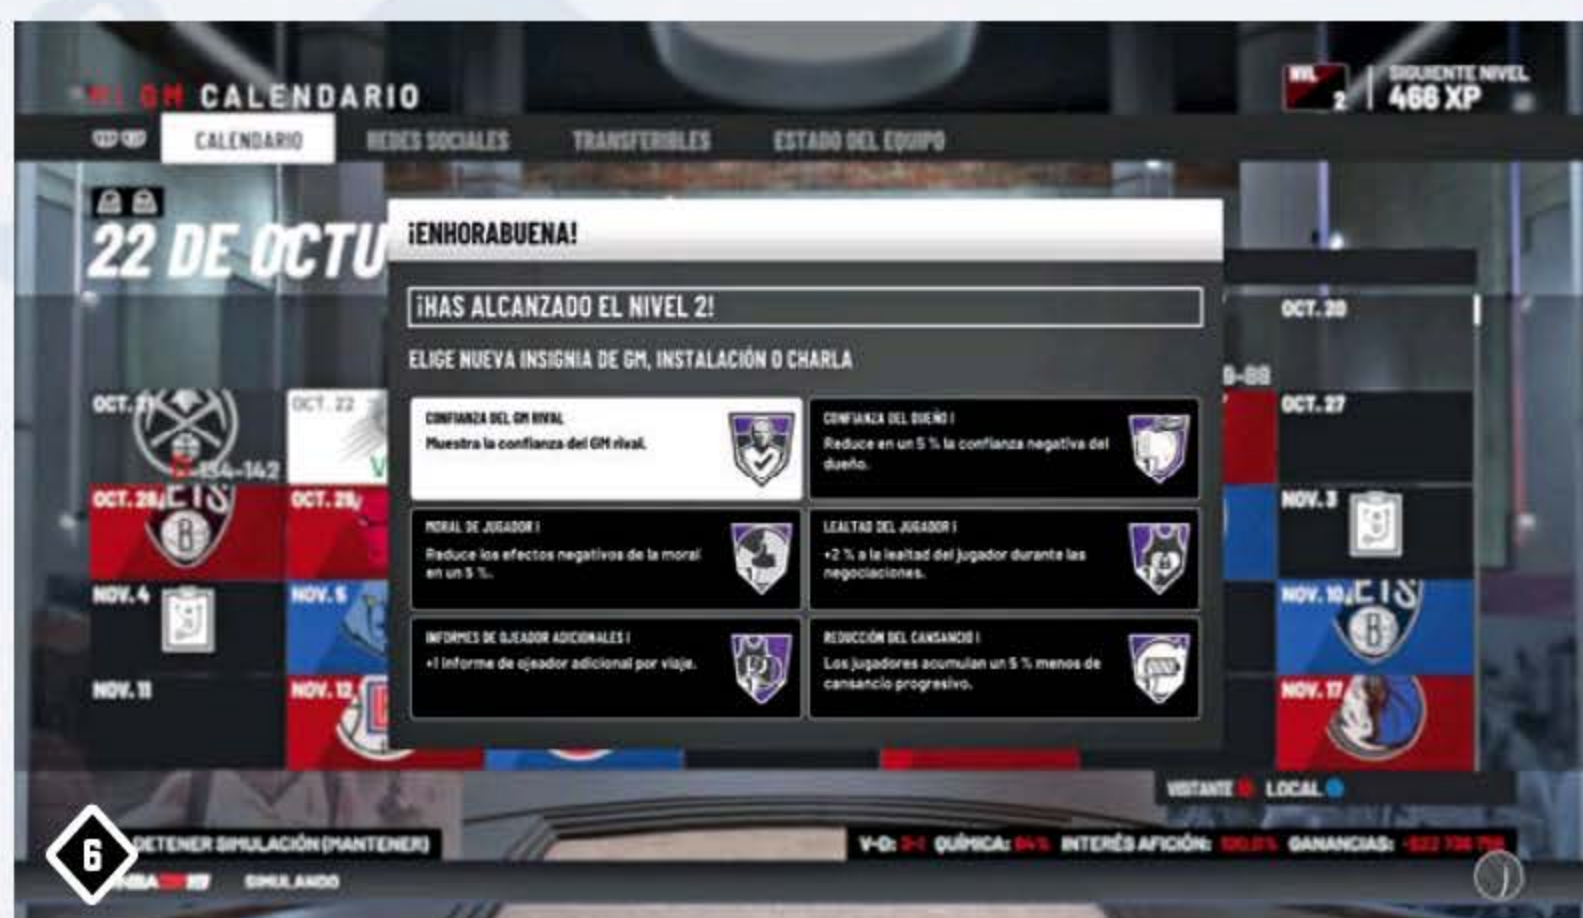 MI GM CALENDARIO
NVL 2
SIGUIENTE NIVEL
466 XP
CALENDARIO REDES SOCIALES TRANSFERIBLES ESTADO DEL EQUIPO
22 DE OCTU
¡ENHORABUENA!
¡HAS ALCANZADO EL NIVEL 2!
ELIGE NUEVA INSIGNIA DE GM, INSTALACIÓN O CHARLA
CONFIANZA DEL GM RIVAL
Muestra la confianza del GM rival.
CONFIANZA DEL DUEÑO I
Reduce en un 5 % la confianza negativa del
dueño.
MORAL DE JUGADOR I
Reduce los efectos negativos de la moral
en un 5 %.
LEALTAD DEL JUGADOR I
+2 % a la lealtad del jugador durante las
negociaciones.
INFORMES DE OJEADOR ADICIONALES I
+1 informe de ojeador adicional por viaje.
REDUCCIÓN DEL CANSANCIO I
Los jugadores acumulan un 5 % menos de
cansancio progresivo.
OCT. 20
OCT. 21
OCT. 22
OCT. 27
OCT. 28
OCT. 29
NOV. 3
NOV. 4
NOV. 5
NOV. 10
NOV. 11
NOV. 12
NOV. 17
VISITANTE LOCAL
6
DETENER SIMULACIÓN (MANTENER)
V-D: QUÍMICA: INTERÉS AFICIÓN: GANANCIAS:
SIMULANDO